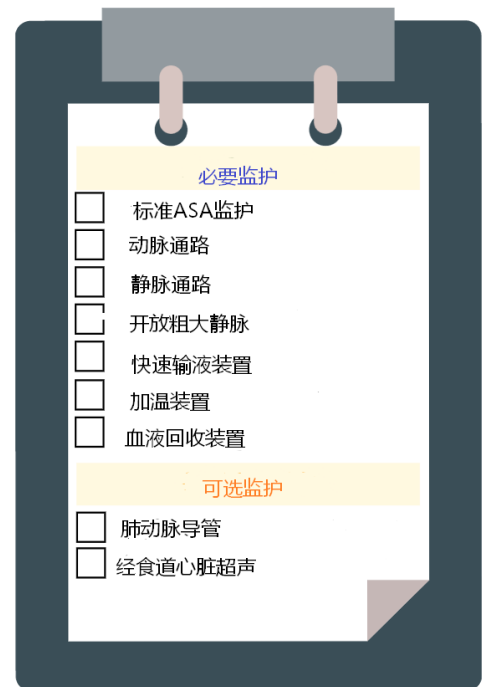 必要监护
标准ASA监护
动脉通路
静脉通路
开放粗大静脉
快速输液装置
加温装置
血液回收装置
可选监护
肺动脉导管
经食道心脏超声